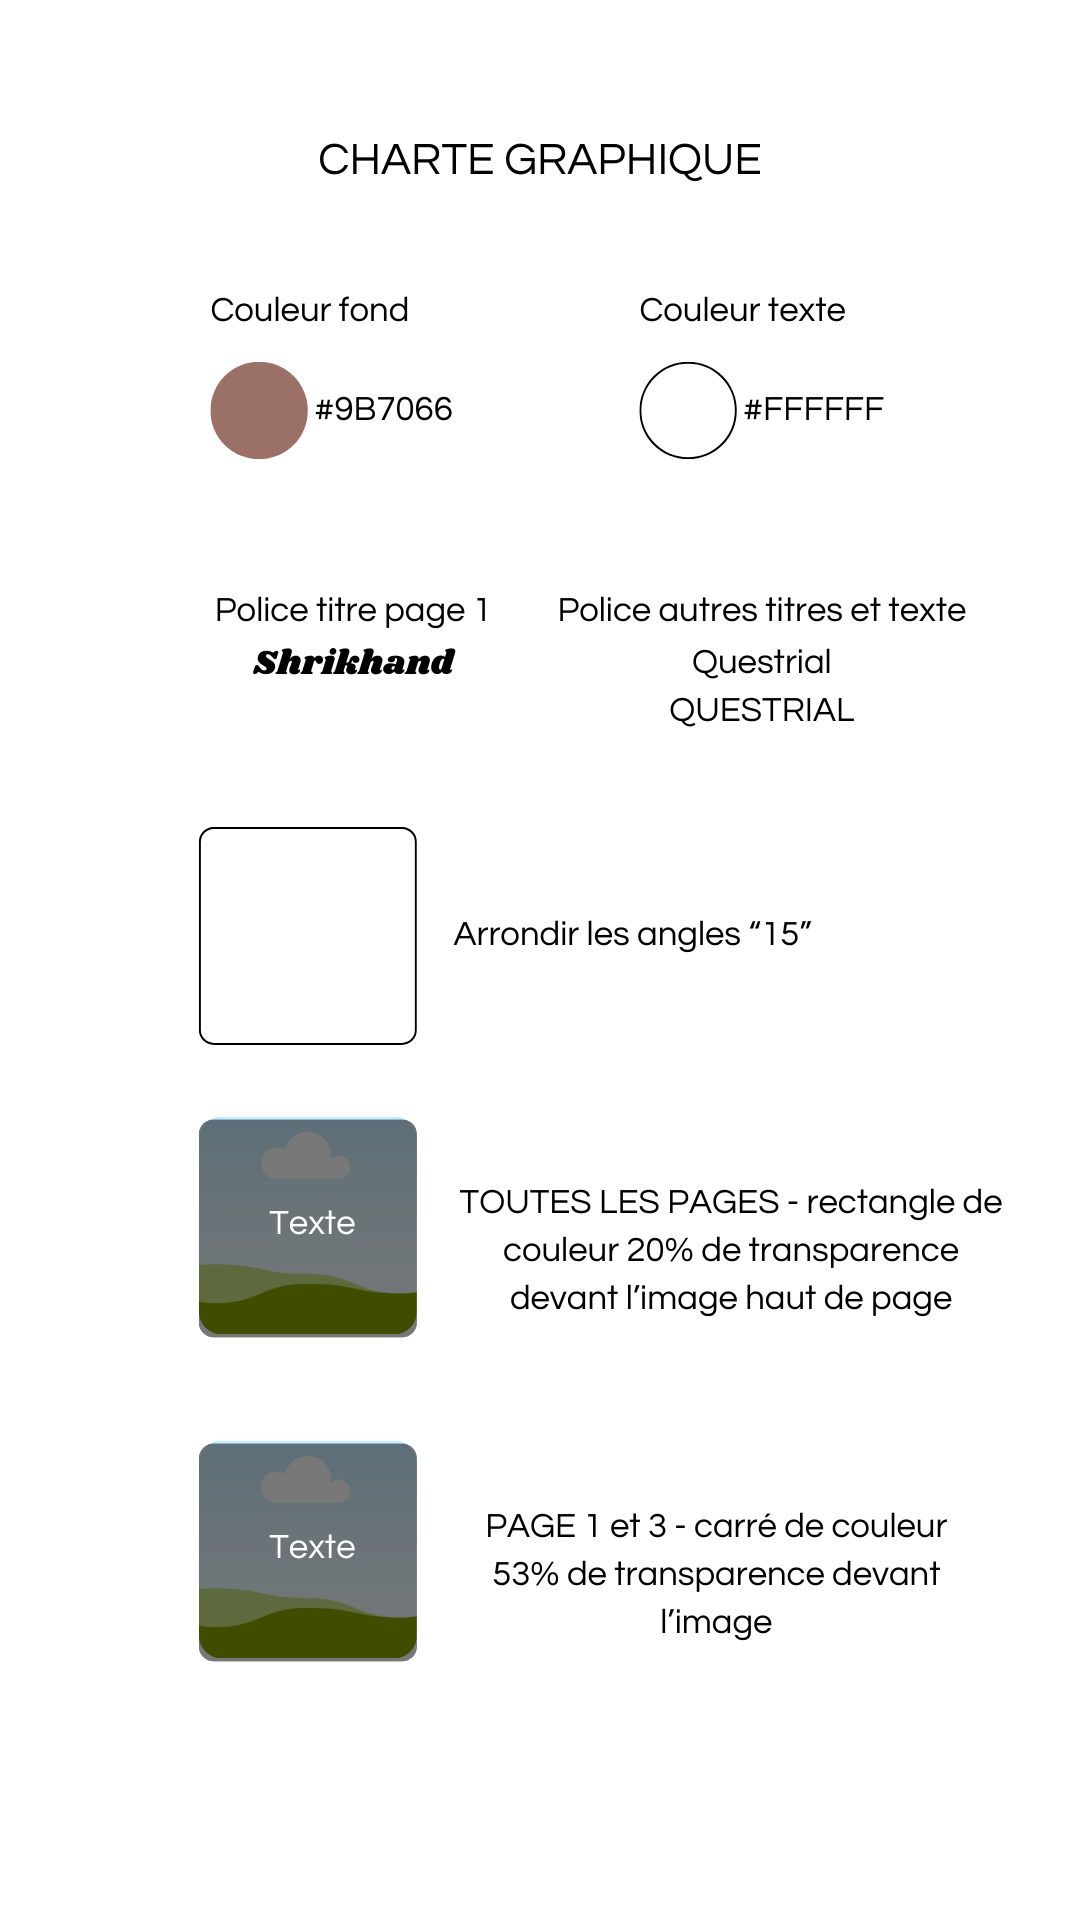 CHARTE GRAPHIQUE
Couleur fond
Couleur texte
#9B7066
#FFFFFF
Police titre page 1
Shrikhand
Police autres titres et texte
Questrial
QUESTRIAL
Arrondir les angles “15”
Texte
TOUTES LES PAGES - rectangle de
couleur 20% de transparence
devant l’image haut de page
Texte
PAGE 1 et 3 - carré de couleur
53% de transparence devant
l’image